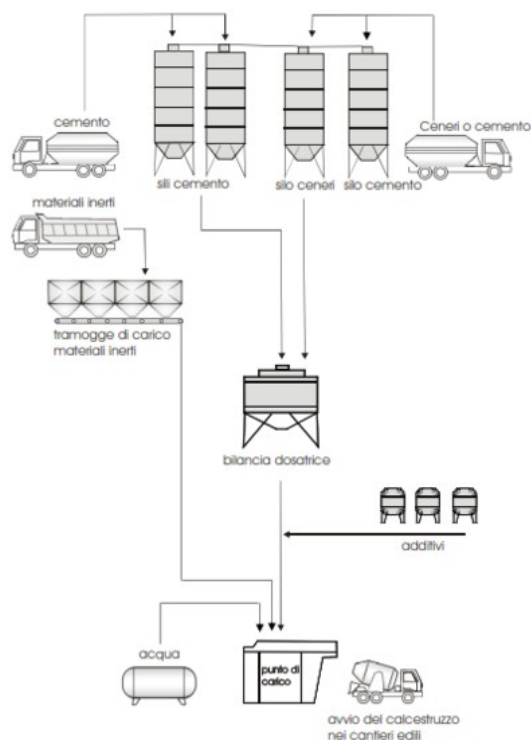 cemento
Ceneri o cemento
sili cemento
silo ceneri
silo cemento
materiali inerti
tramogge di carico
materiali inerti
bilancia dosatrice
additivi
acqua
punto di
carico
avvio del calcestruzzo
nei cantieri edili